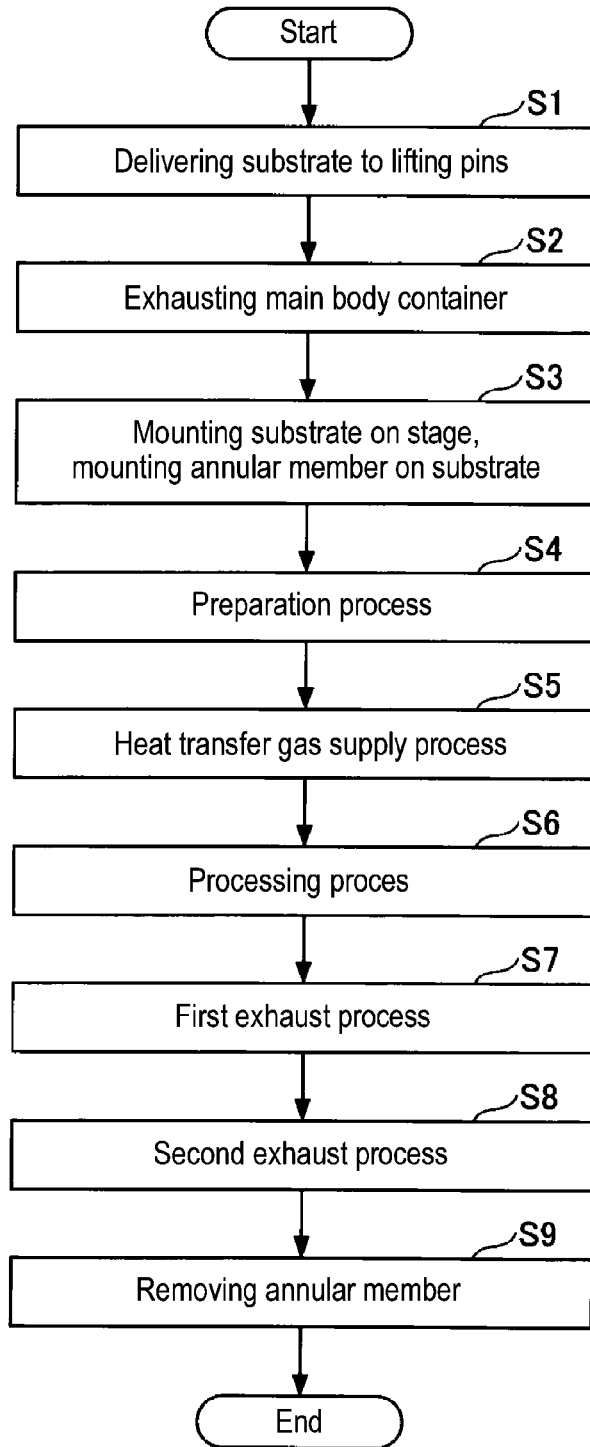 Start
S1
Delivering substrate to lifting pins
S2
Exhausting main body container
S3
Mounting substrate on stage,
mounting annular member on substrate
S4
Preparation process
S5
Heat transfer gas supply process
S6
Processing proces
S7
First exhaust process
S8
Second exhaust process
S9
Removing annular member
End